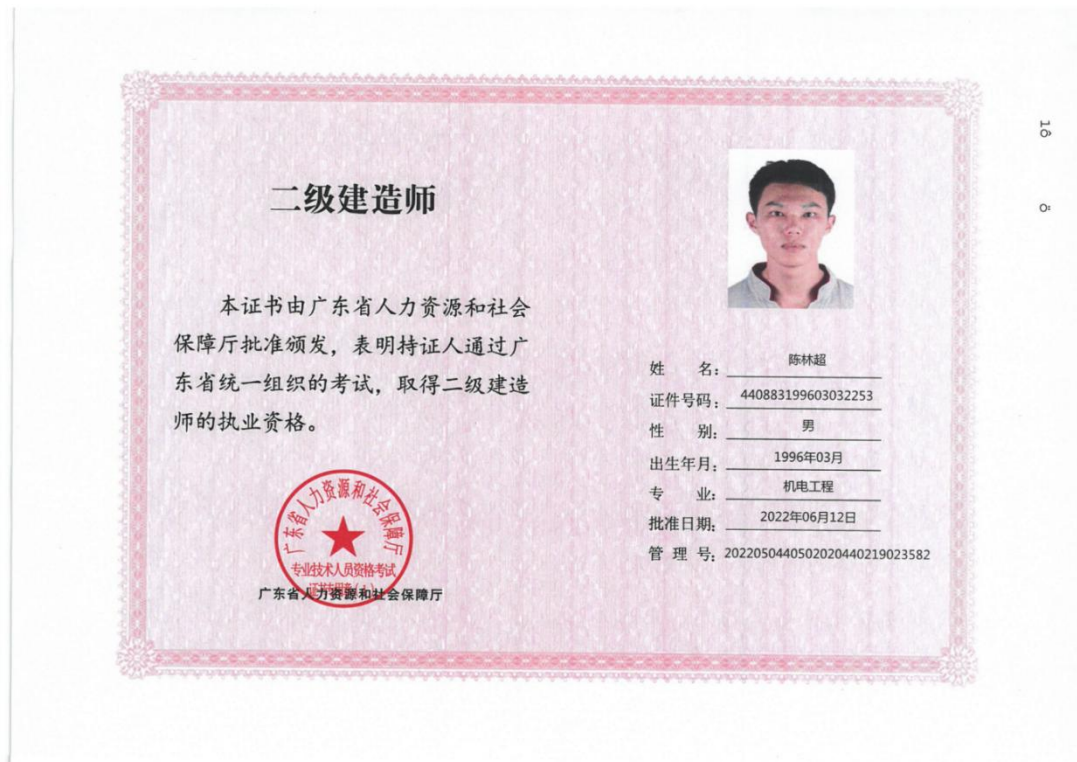 二级建造师
本证书由广东省人力资源和社会
保障厅批准颁发，表明持证人通过广
东省统一组织的考试，取得二级建造
师的执业资格。
广东省人力资源和社会保障厅
专业技术人员资格考试
广东省人力资源和社会保障厅
姓 名：陈林超
证件号码：440883199603032253
性 别：男
出生年月：1996年03月
专 业：机电工程
批准日期：2022年06月12日
管 理 号：2022050440502020440219023582